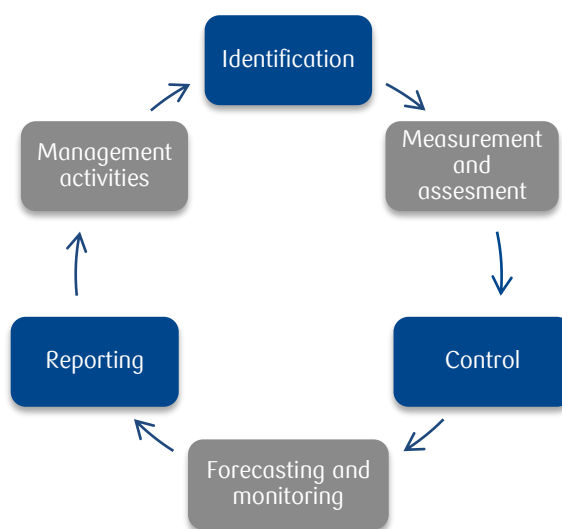 Identification
Measurement
and
assesment
Control
Forecasting and
monitoring
Reporting
Management
activities